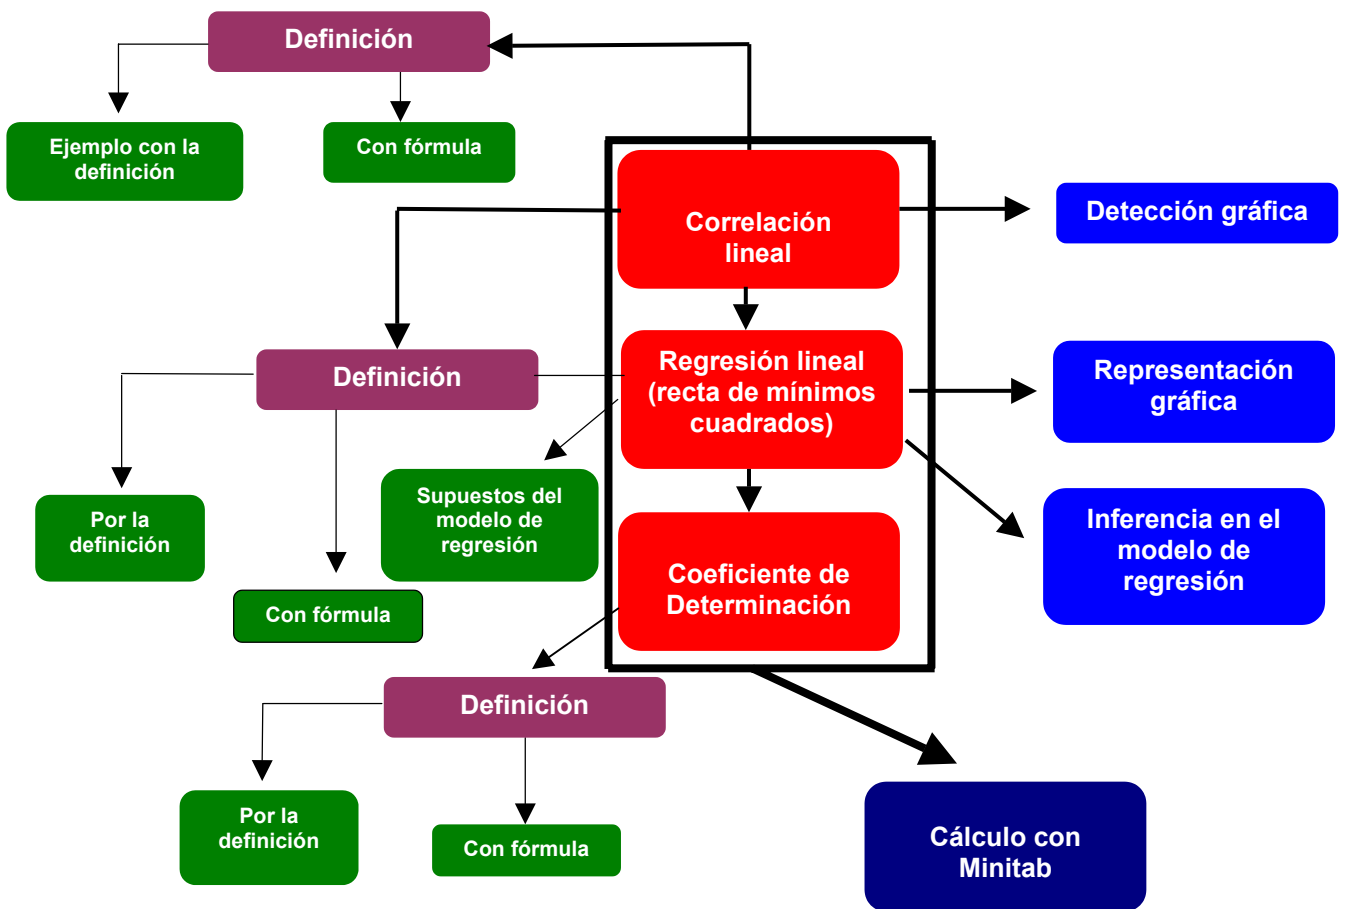 Definición
Ejemplo con la
definición
Con fórmula
Correlación
lineal
Detección gráfica
Definición
Regresión lineal
(recta de mínimos
cuadrados)
Representación
gráfica
Por la
definición
Supuestos del
modelo de
regresión
Inferencia en el
modelo de
regresión
Con fórmula
Coeficiente de
Determinación
Definición
Por la
definición
Con fórmula
Cálculo con
Minitab